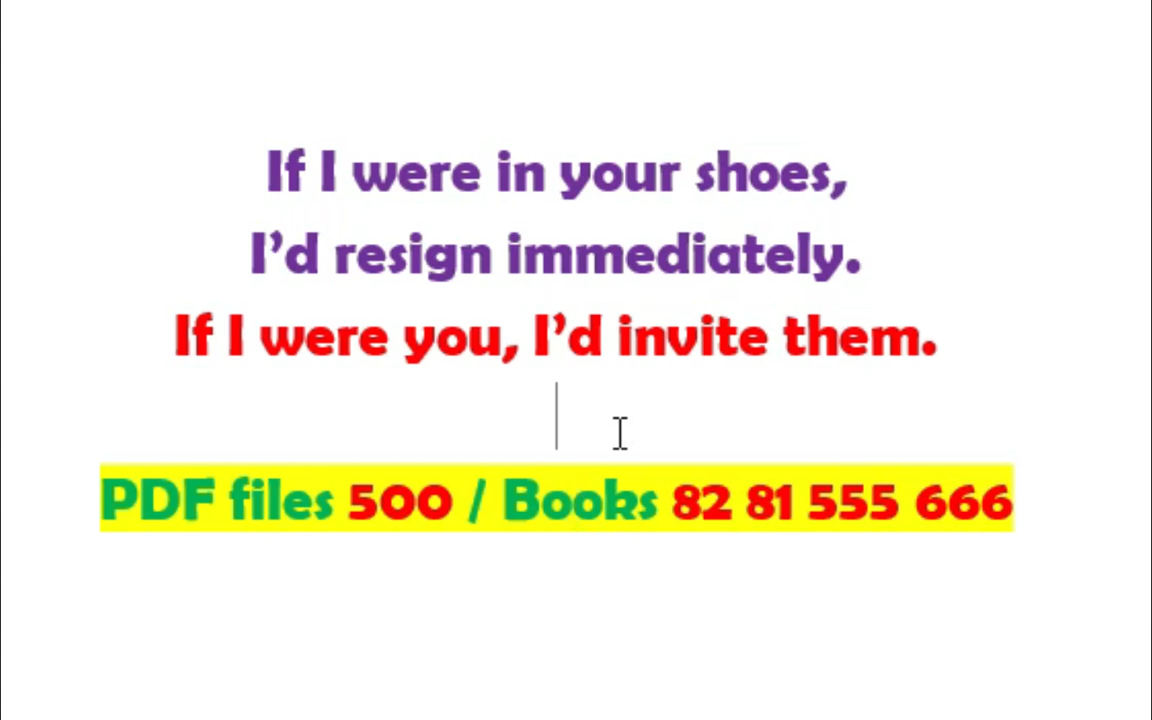 If I were in your shoes,
I’d resign immediately.
If I were you, I’d invite them.
PDF files 500 / Books 82 81 555 666